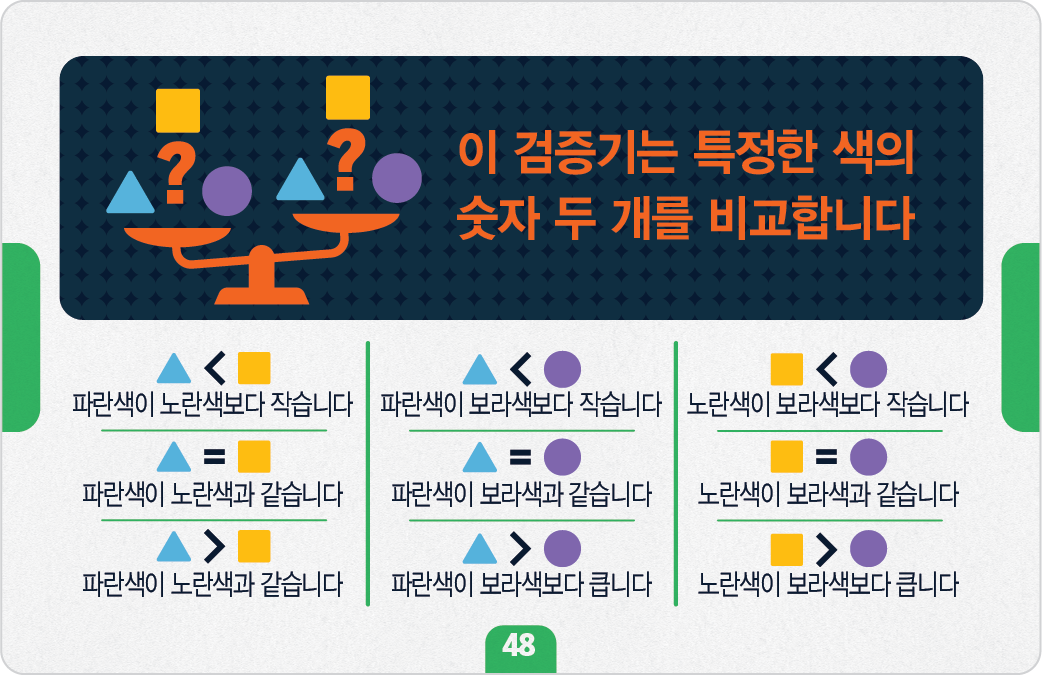 이 검증기는 특정한 색의
숫자 두 개를 비교합니다
? ?
<
파란색이 노란색보다 작습니다
=
파란색이 노란색과 같습니다
>
파란색이 노란색과 같습니다
<
파란색이 보라색보다 작습니다
=
파란색이 보라색과 같습니다
>
파란색이 보라색보다 큽니다
<
노란색이 보라색보다 작습니다
=
노란색이 보라색과 같습니다
>
노란색이 보라색보다 큽니다
48